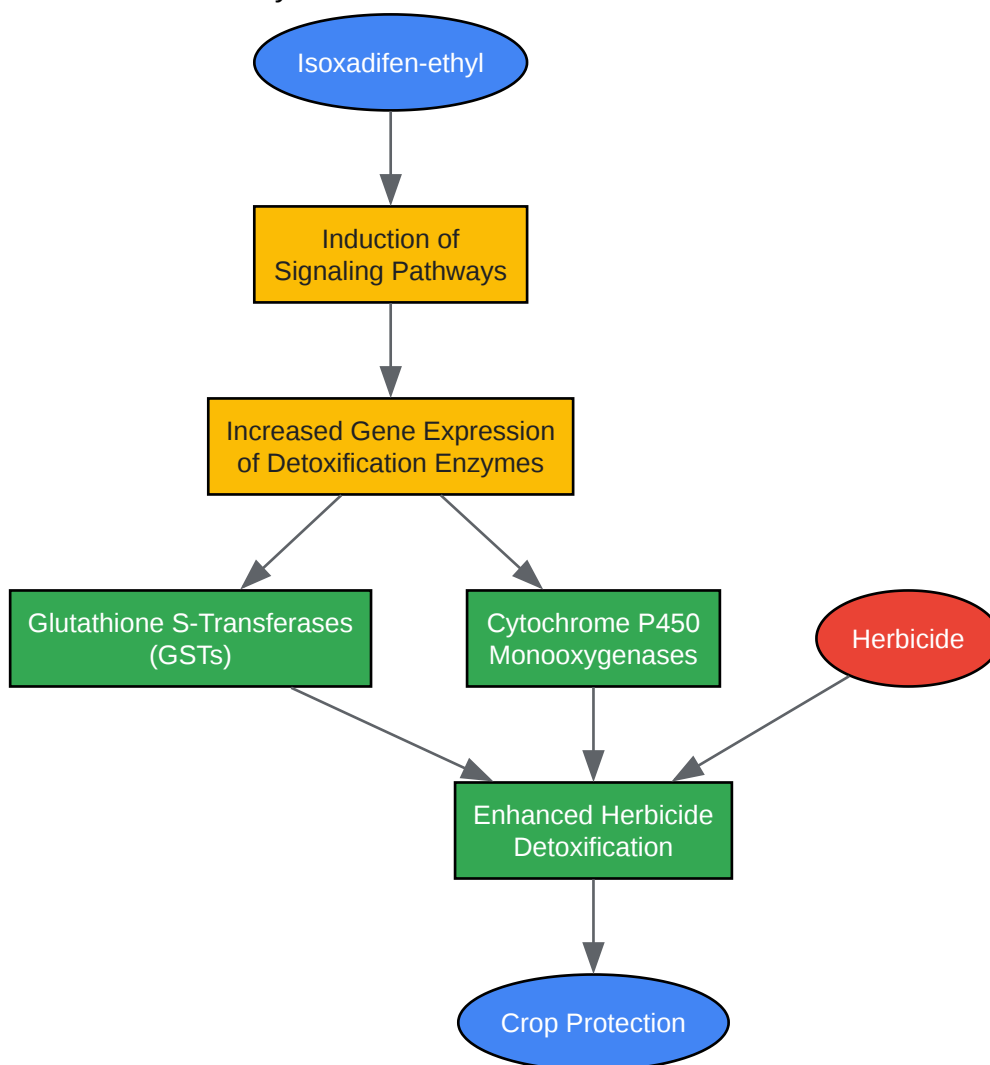 Isoxadifen-ethyl
Induction of
Signaling Pathways
Increased Gene Expression
of Detoxification Enzymes
Glutathione S-Transferases
(GSTs)
Cytochrome P450
Monooxygenases
Herbicide
Enhanced Herbicide
Detoxification
Crop Protection